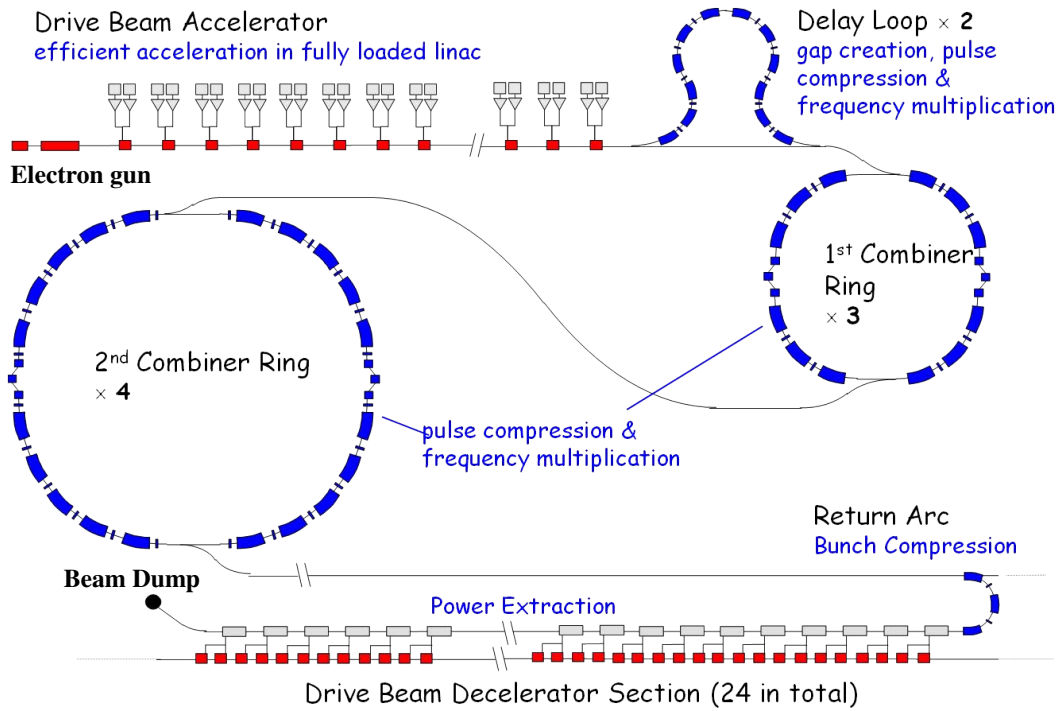 Drive Beam Accelerator
efficient acceleration in fully loaded linac
Delay Loop × 2
gap creation, pulse
compression &
frequency multiplication
Electron gun
1st Combiner
Ring
× 3
2nd Combiner Ring
× 4
pulse compression &
frequency multiplication
Return Arc
Bunch Compression
Beam Dump
Power Extraction
Drive Beam Decelerator Section (24 in total)